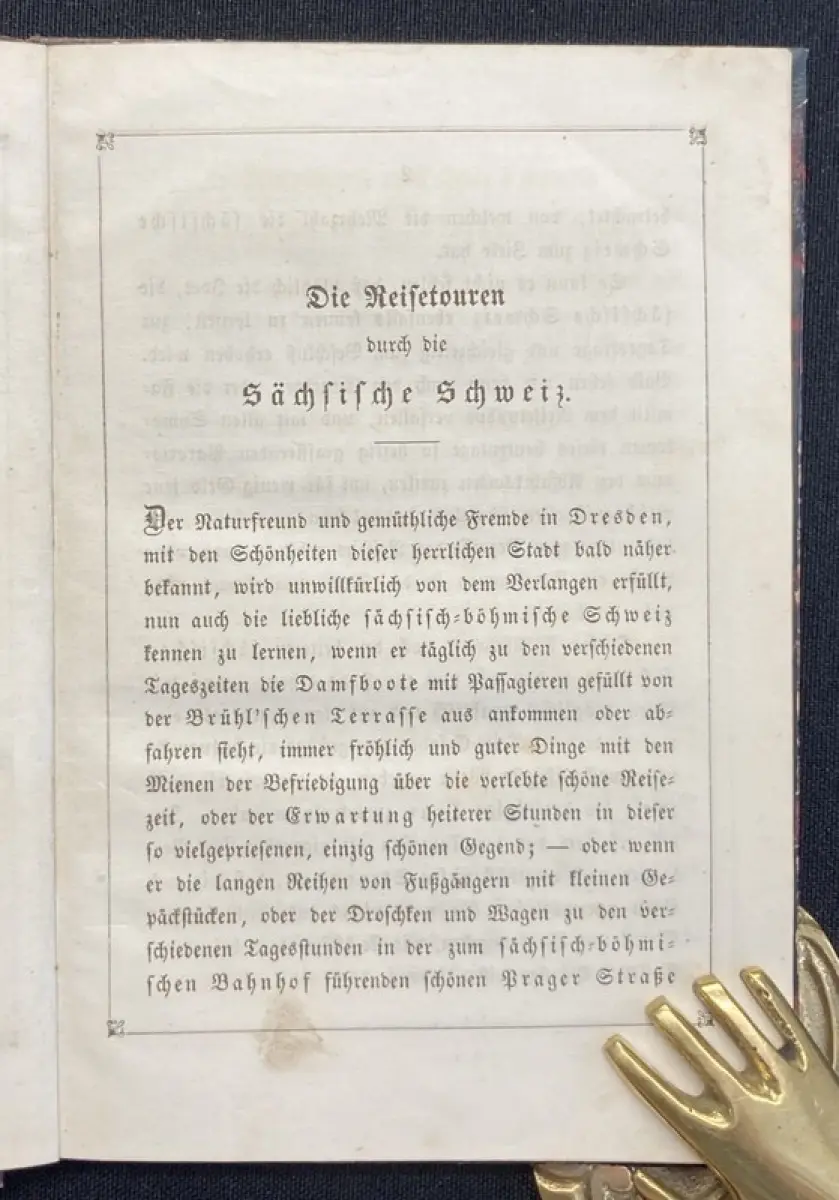 Die Reisetouren
durch die
Sächsische Schweiz.
Der Naturfreund und gemüthliche Fremde in Dresden,
mit den Schönheiten dieser herrlichen Stadt bald näher
bekannt, wird unwillkürlich von dem Verlangen erfüllt,
nun auch die liebliche sächsisch-böhmische Schweiz
kennen zu lernen, wenn er täglich zu den verschiedenen
Tageszeiten die Damfboote mit Passagieren gefüllt von
der Brühl'schen Terrasse aus ankommen oder ab-
fahren sieht, immer fröhlich und guter Dinge mit den
Mienen der Befriedigung über die verlebte schöne Reise-
zeit, oder der Erwartung heiterer Stunden in dieser
so vielgepriesenen, einzig schönen Gegend; — oder wenn
er die langen Reihen von Fußgängern mit kleinen Ge-
päckstücken, oder der Droschken und Wagen zu den ver-
schiedenen Tagesstunden in der zum sächsisch-böhmi-
schen Bahnhof führenden schönen Prager Straße